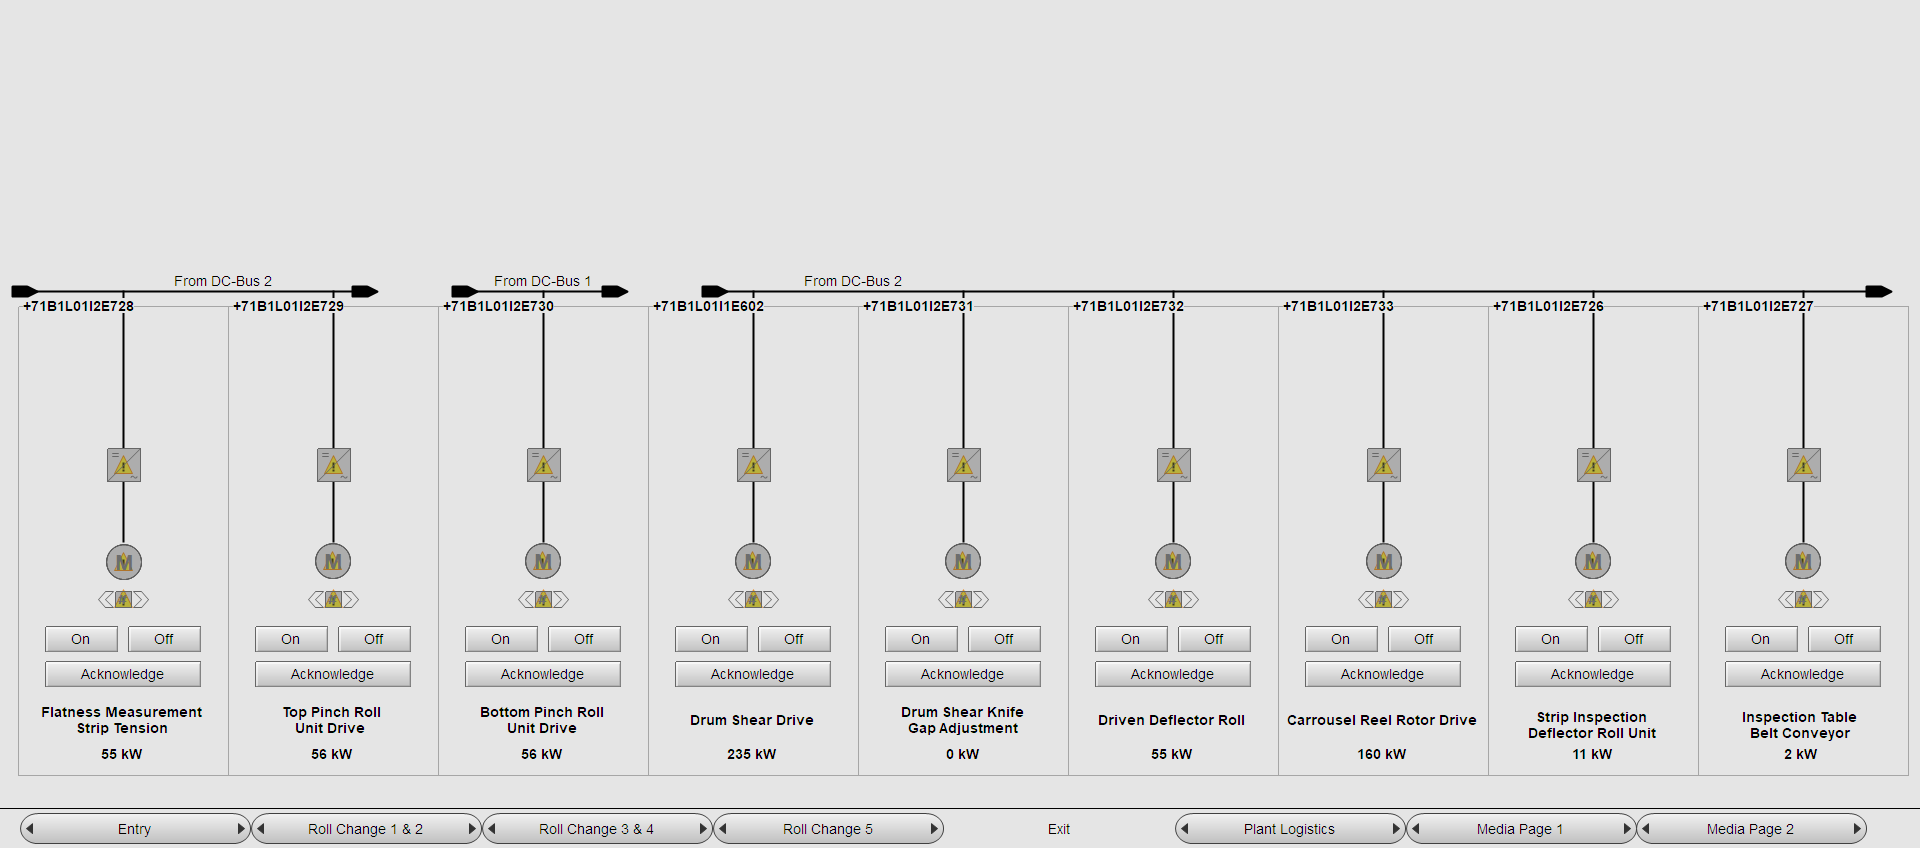 From DC-Bus 2
From DC-Bus 1
From DC-Bus 2
+71B1L01I2E728
+71B1L01I2E729
+71B1L01I2E730
+71B1L01I1E602
+71B1L01I2E731
+71B1L01I2E732
+71B1L01I2E733
+71B1L01I2E726
+71B1L01I2E727
M
M
M
M
M
M
M
M
M
On Off
On Off
On Off
On Off
On Off
On Off
On Off
On Off
On Off
Acknowledge
Acknowledge
Acknowledge
Acknowledge
Acknowledge
Acknowledge
Acknowledge
Acknowledge
Acknowledge
Flatness Measurement
Strip Tension
55 kW
Top Pinch Roll
Unit Drive
56 kW
Bottom Pinch Roll
Unit Drive
56 kW
Drum Shear Drive
235 kW
Drum Shear Knife
Gap Adjustment
0 kW
Driven Deflector Roll
55 kW
Carrousel Reel Rotor Drive
160 kW
Strip Inspection
Deflector Roll Unit
11 kW
Inspection Table
Belt Conveyor
2 kW
Entry
Roll Change 1 & 2
Roll Change 3 & 4
Roll Change 5
Exit
Plant Logistics
Media Page 1
Media Page 2